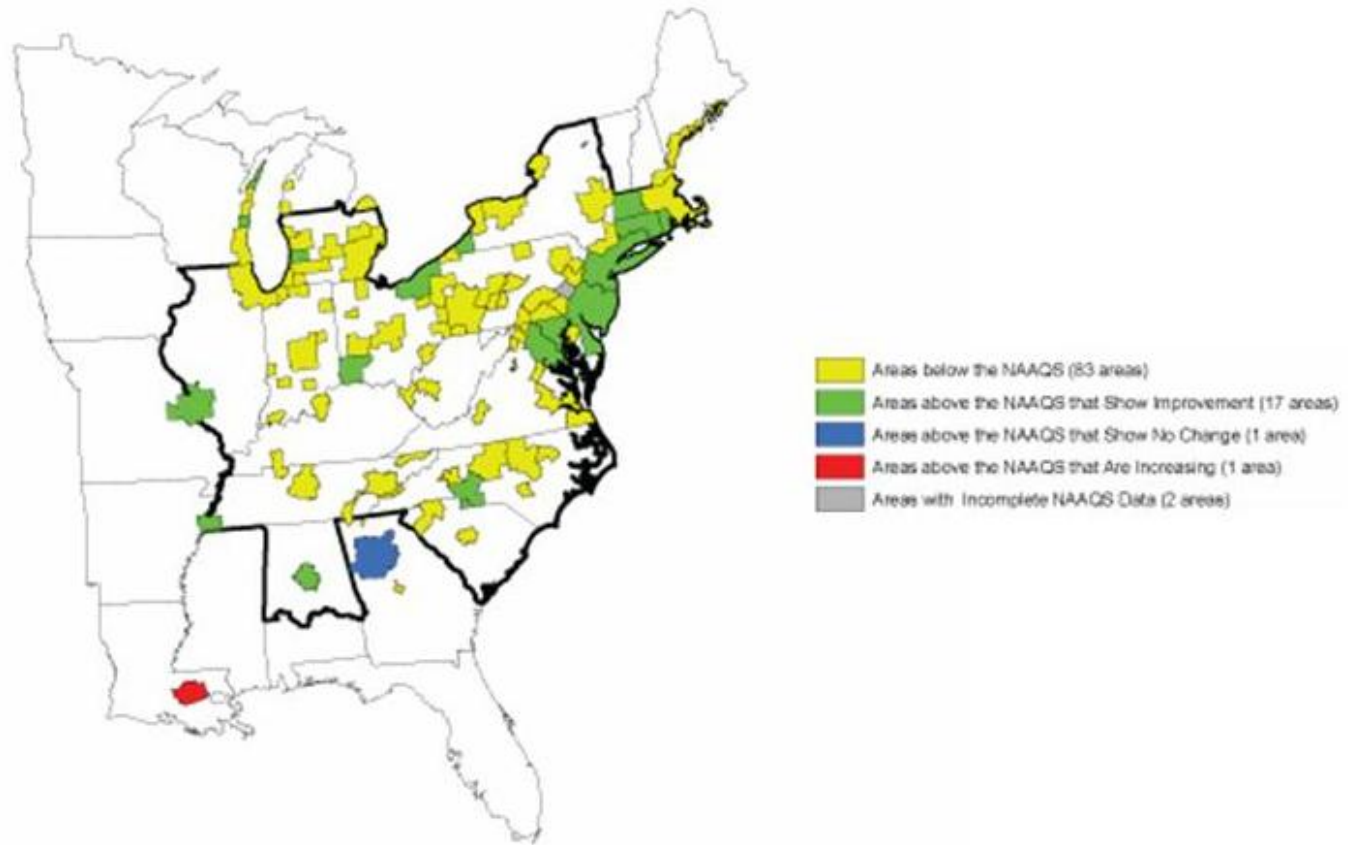 Areas below the NAAQS (83 areas)
Areas above the NAAQS that Show Improvement (17 areas)
Areas above the NAAQS that Show No Change (1 area)
Areas above the NAAQS that Are Increasing (1 area)
Areas with Incomplete NAAQS Data (2 areas)